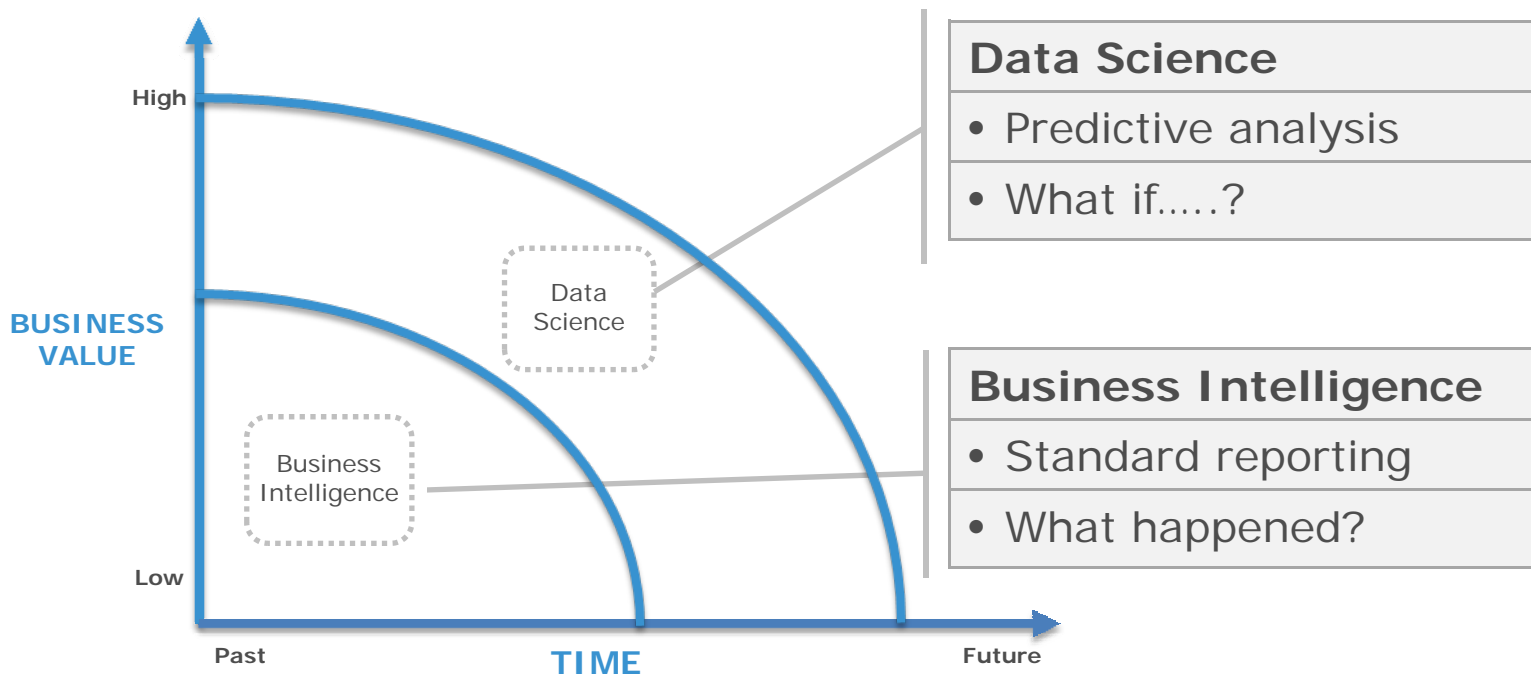 High
BUSINESS
VALUE
Low
Past
TIME
Future
Data
Science
Business
Intelligence
Data Science
• Predictive analysis
• What if.....?
Business Intelligence
• Standard reporting
• What happened?